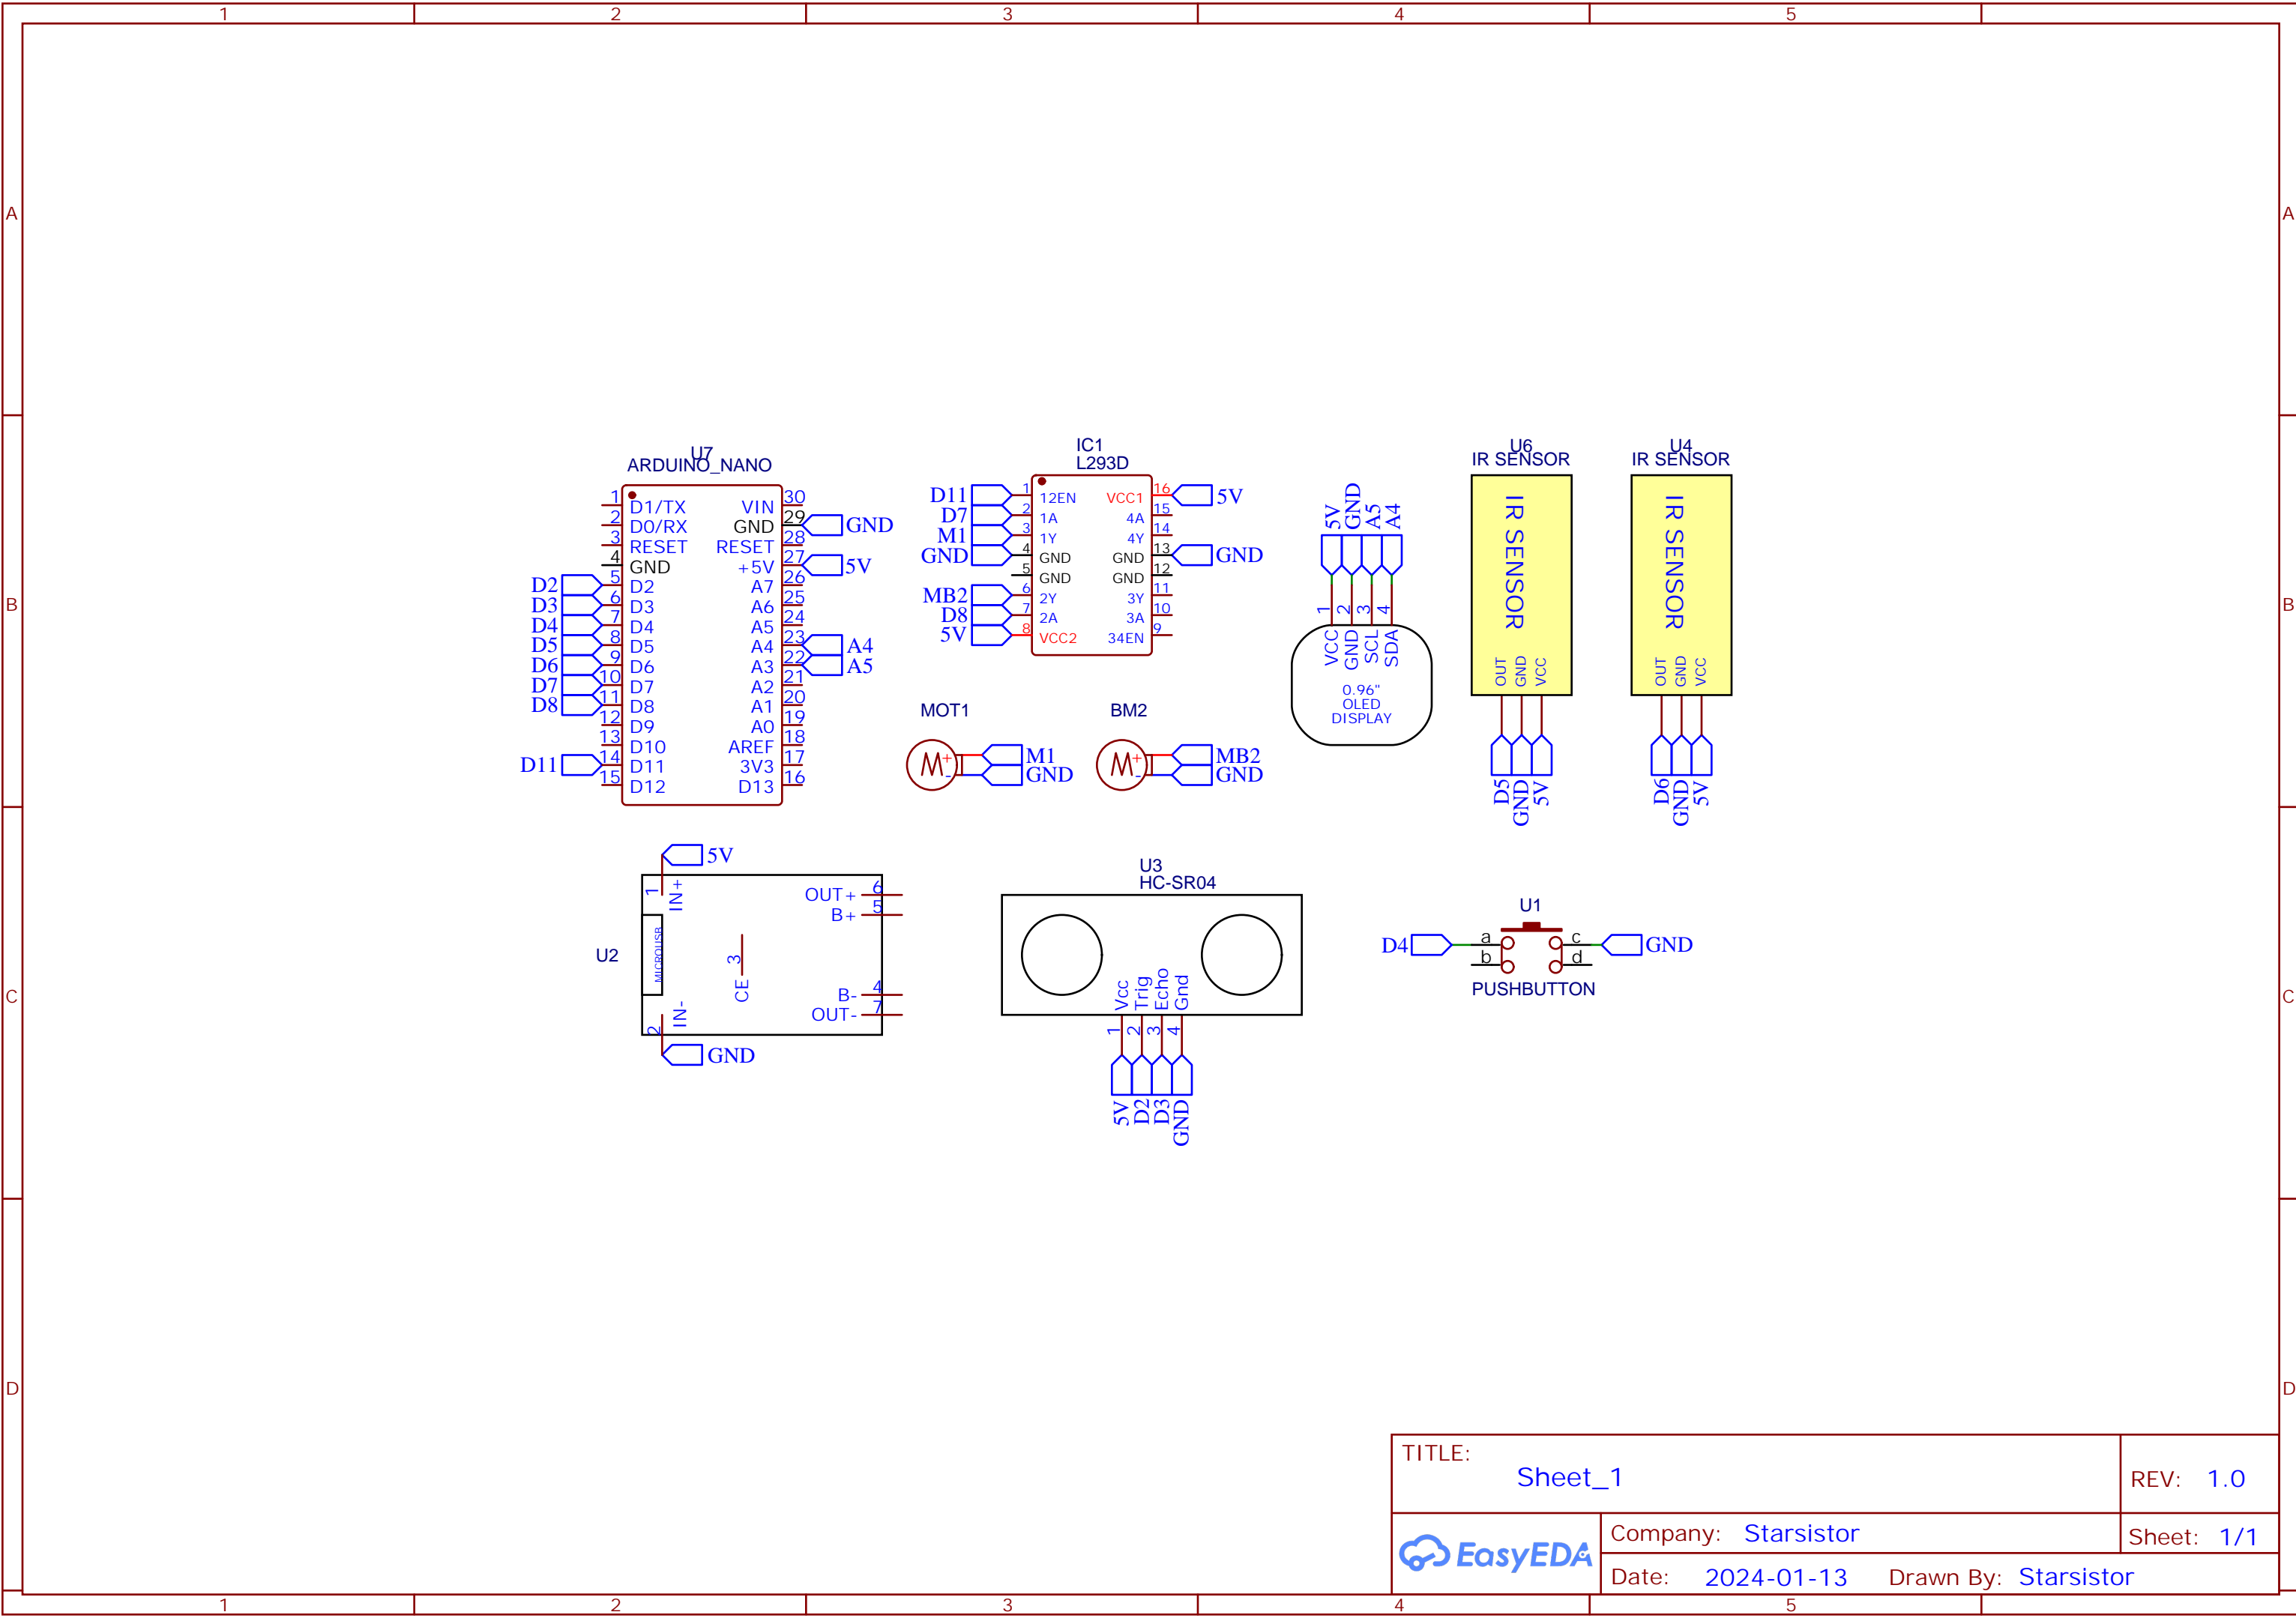 1 2 3 4 5
A A
B B
C C
D D
U7
ARDUINO_NANO
1 D1/TX VIN 30
2 D0/RX GND 29 GND
3 RESET RESET 28
4 GND +5V 27 5V
D2 5 D2 A7 26
D3 6 D3 A6 25
D4 7 D4 A5 24
D5 8 D5 A4 23 A4
D6 9 D6 A3 22 A5
D7 10 D7 A2 21
D8 11 D8 A1 20
12 D9 A0 19
13 D10 AREF 18
D11 14 D11 3V3 17
15 D12 D13 16
IC1
L293D
D11 1 12EN VCC1 16 5V
D7 2 1A 4A 15
M1 3 1Y 4Y 14
GND 4 GND GND 13 GND
5 GND GND 12
MB2 6 2Y 3Y 11
D8 7 2A 3A 10
5V 8 VCC2 34EN 9
MOT1
M + M1
- GND
BM2
M + MB2
- GND
5V GND A5 A4
1 2 3 4
VCC GND SCL SDA
0.96"
OLED
DISPLAY
U6
IR SENSOR
IR SENSOR
OUT GND VCC
D5 GND 5V
U4
IR SENSOR
IR SENSOR
OUT GND VCC
D6 GND 5V
5V
1 IN+
OUT+ 6
B+ 5
U2
MICROUSB
3 CE
B- 4
OUT- 7
2 IN-
GND
U3
HC-SR04
Vcc Trig Echo Gnd
1 2 3 4
5V D2 D3 GND
U1
D4 a c GND
b d
PUSHBUTTON
TITLE:
Sheet_1
REV: 1.0
EasyEDA
Company: Starsistor
Sheet: 1/1
Date: 2024-01-13 Drawn By: Starsistor
1 2 3 4 5